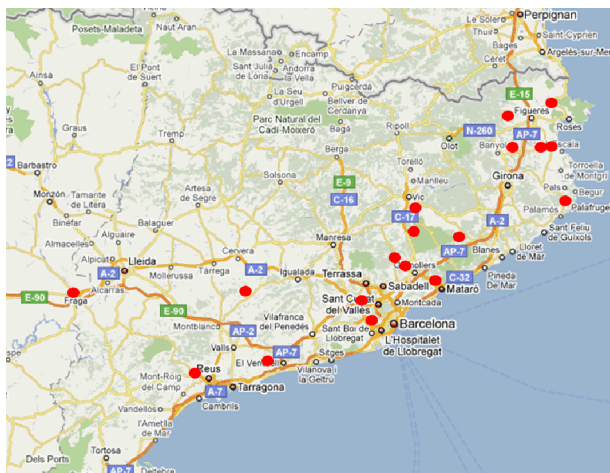 Perpignan
Le Soler
Saint-Cyprien
Thuir
Bages
Argelès-sur-Mer
Céret
Vielha
Naut Aran
Posets-Maladeta
La Massana
Encamp
Sant Julià de Lòria
Andorra la Vella
El Pont de Suert
Sort
Puigcerdà
La Seu d'Urgell
Bellver de Cerdanya
E-15
Aínsa
Figueres
Roses
Parc Natural del Cadí-Moixeró
Ripoll
N-260
AP-7
Graus
Tremp
Bagà
Olot
Banyoles
Escala
Berga
Torelló
Torroella de Montgrí
Barbastro
Solsona
E-9
Manlleu
Girona
Pals
Begur
C-16
Vic
Palafrugell
Monzón
Tamarite de Litera
Artesa de Segre
C-17
A-2
Palamós
Binéfar
Balaguer
Sant Feliu de Guíxols
Almacelles
Manresa
AP-7
Blanes
Lloret de Mar
Alpicat
Lleida
Cervera
A-2
Granollers
Pineda De Mar
A-2
Mollerussa
Tàrrega
Igualada
Terrassa
Sabadell
C-32
Alcarràs
Mataró
E-90
Fraga
Sant Cugat del Vallès
Montcada
E-90
Montblanc
AP-2
Vilafranca del Penedès
Sant Boi de Llobregat
Barcelona
L'Hospitalet de Llobregat
Valls
AP-7
El Vendrell
Sitges
Vilanova i la Geltrú
Mont-Roig del Camp
Reus
Tarragona
A-7
Cambrils
Vandellòs
l'Ametlla de Mar
Dels Ports
Tortosa
AP-7
Deltebre